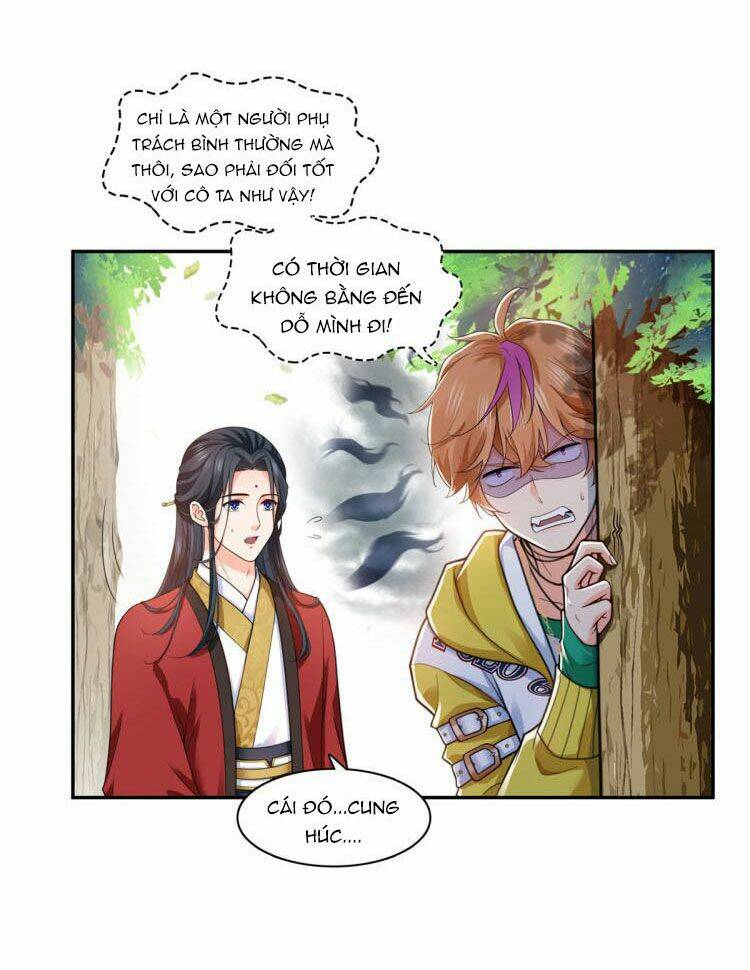 CHỈ LÀ MỘT NGƯỜI PHỤ
TRÁCH BÌNH THƯỜNG MÀ
THÔI, SAO PHẢI ĐỐI TỐT
VỚI CÔ TA NHƯ VẬY!
CÓ THỜI GIAN
KHÔNG BẰNG ĐẾN
DỖ MÌNH ĐI!
CÁI ĐÓ...CUNG
HÚC....